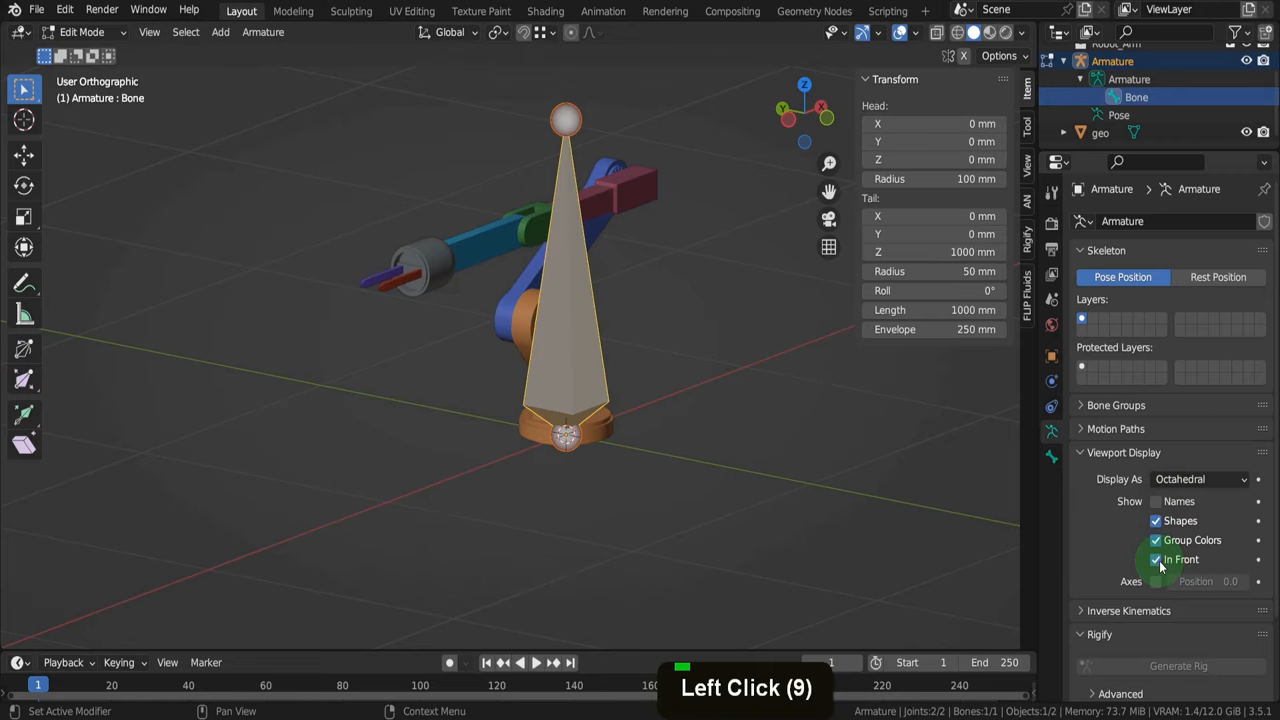 File Edit Render Window Help Layout Modeling Sculpting UV Editing Texture Paint Shading Animation Rendering Compositing Geometry Nodes Scripting Scene ViewLayer
Edit Mode View Select Add Armature Global
X Options
User Orthographic
(1) Armature : Bone
Z
Y
X
Transform
Head:
X 0 mm
Y 0 mm
Z 0 mm
Radius 100 mm
Tail:
X 0 mm
Y 0 mm
Z 1000 mm
Radius 50 mm
Roll 0°
Length 1000 mm
Envelope 250 mm
Item
Tool
View
AN
Rigify
FLIP Fluids
Robot_Arm
Armature
Armature
Bone
Pose
geo
Armature Armature
Armature
Skeleton
Pose Position Rest Position
Layers:
Protected Layers:
Bone Groups
Motion Paths
Viewport Display
Display As Octahedral
Show Names
Shapes
Group Colors
In Front
Axes Position 0.0
Inverse Kinematics
Rigify
Generate Rig
Advanced
Playback Keying View Marker 1 Start 1 End 250
1 20 40 60 80 100 120 140 220 240
Left Click (9)
Set Active Modifier Pan View Context Menu Armature | Joints:2/2 | Bones:1/1 | Objects:1/2 | Memory: 73.7 MiB | VRAM: 1.4/12.0 GiB | 3.5.1